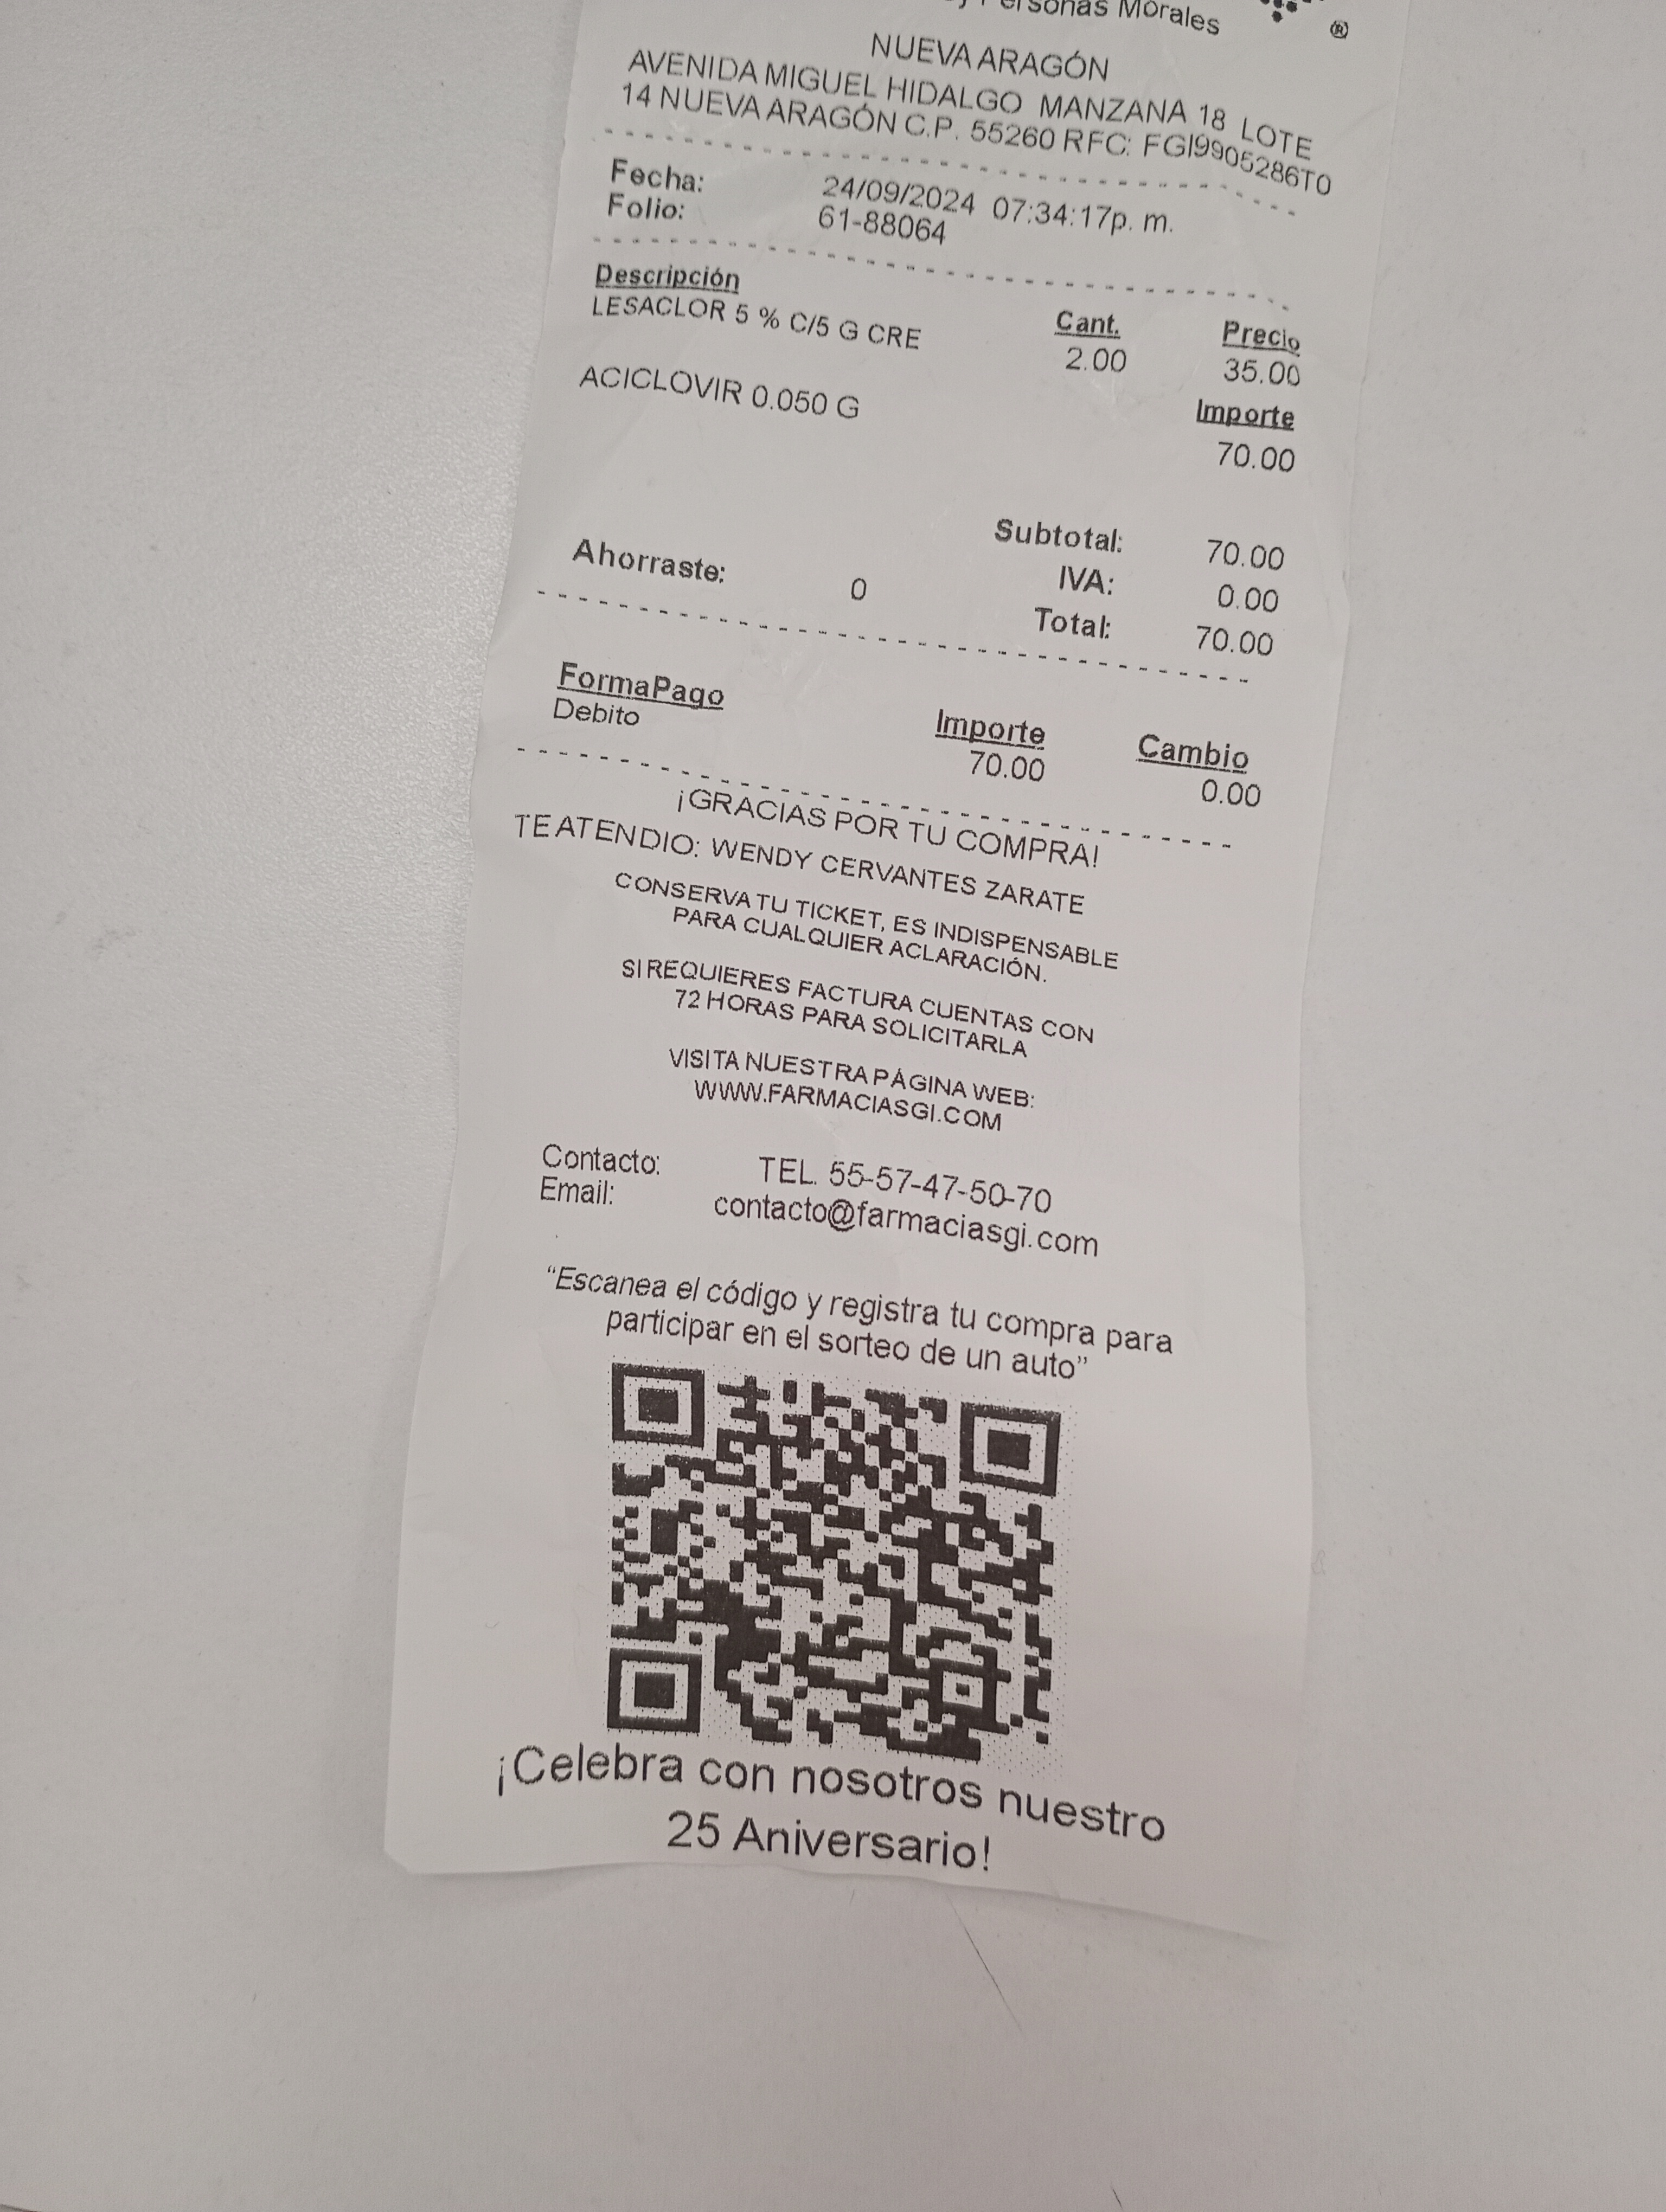 Personas Morales
®
NUEVA ARAGÓN
AVENIDA MIGUEL HIDALGO MANZANA 18 LOTE
14 NUEVA ARAGÓN C.P. 55260 RFC: FGI9905286T0
Fecha: 24/09/2024 07:34:17p. m.
Folio: 61-88064
Descripción Cant. Precio
LESACLOR 5 % C/5 G CRE 2.00 35.00
Importe
ACICLOVIR 0.050 G 70.00
Subtotal: 70.00
IVA: 0.00
Ahorraste: 0 Total: 70.00
FormaPago Importe Cambio
Debito 70.00 0.00
¡GRACIAS POR TU COMPRA!
TE ATENDIO: WENDY CERVANTES ZARATE
CONSERVA TU TICKET, ES INDISPENSABLE
PARA CUALQUIER ACLARACIÓN.
SI REQUIERES FACTURA CUENTAS CON
72 HORAS PARA SOLICITARLA
VISITA NUESTRA PÁGINA WEB:
WWW.FARMACIASGI.COM
Contacto: TEL. 55-57-47-50-70
Email: contacto@farmaciasgi.com
“Escanea el código y registra tu compra para
participar en el sorteo de un auto”
¡Celebra con nosotros nuestro
25 Aniversario!